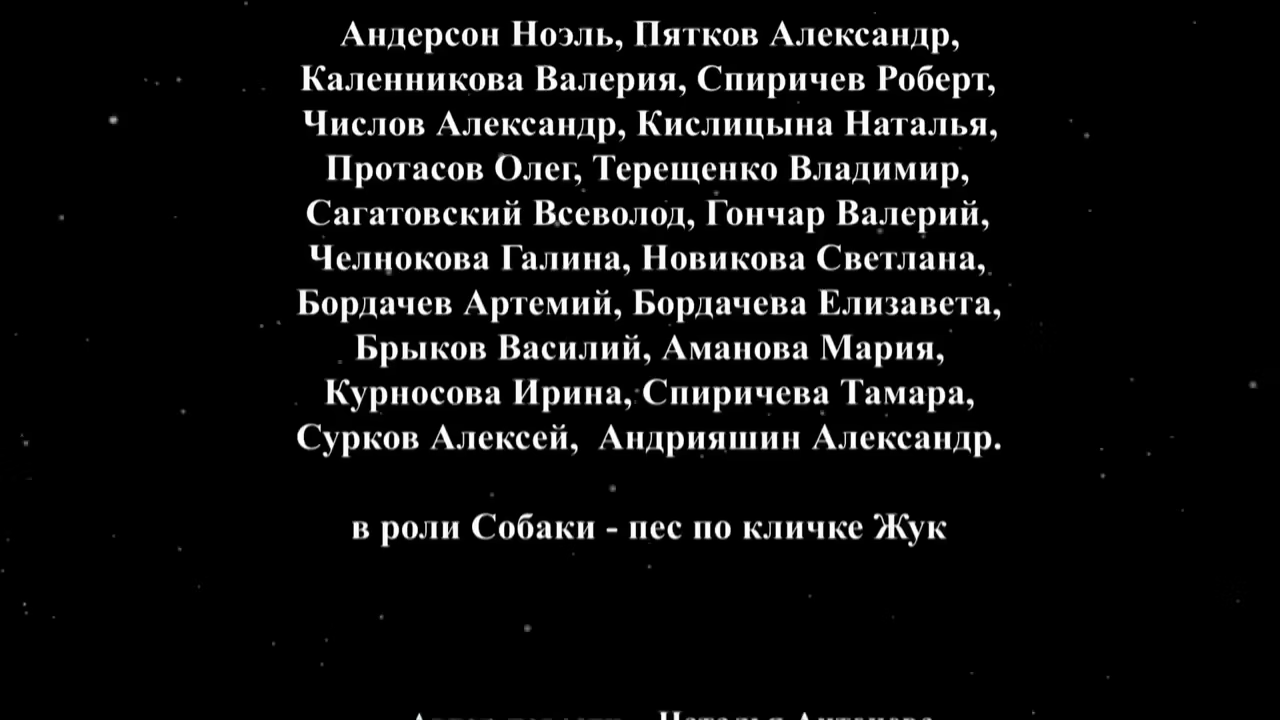 Андерсон Ноэль, Пятков Александр,
Каленникова Валерия, Спиричев Роберт,
Числов Александр, Кислицына Наталья,
Протасов Олег, Терещенко Владимир,
Сагатовский Всеволод, Гончар Валерий,
Челнокова Галина, Новикова Светлана,
Бордачев Артемий, Бордачева Елизавета,
Брыков Василий, Аманова Мария,
Курносова Ирина, Спиричева Тамара,
Сурков Алексей,  Андрияшин Александр.
в роли Собаки - пес по кличке Жук